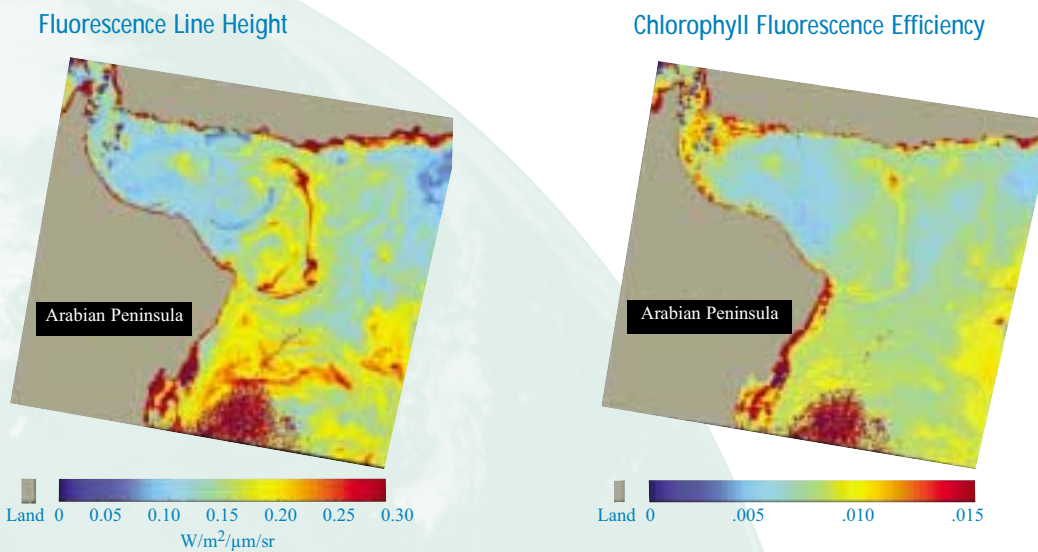 Fluorescence Line Height
Chlorophyll Fluorescence Efficiency
Arabian Peninsula
Arabian Peninsula
Land 0 0.05 0.10 0.15 0.20 0.25 0.30
W/m²/µm/sr
Land 0 .005 .010 .015